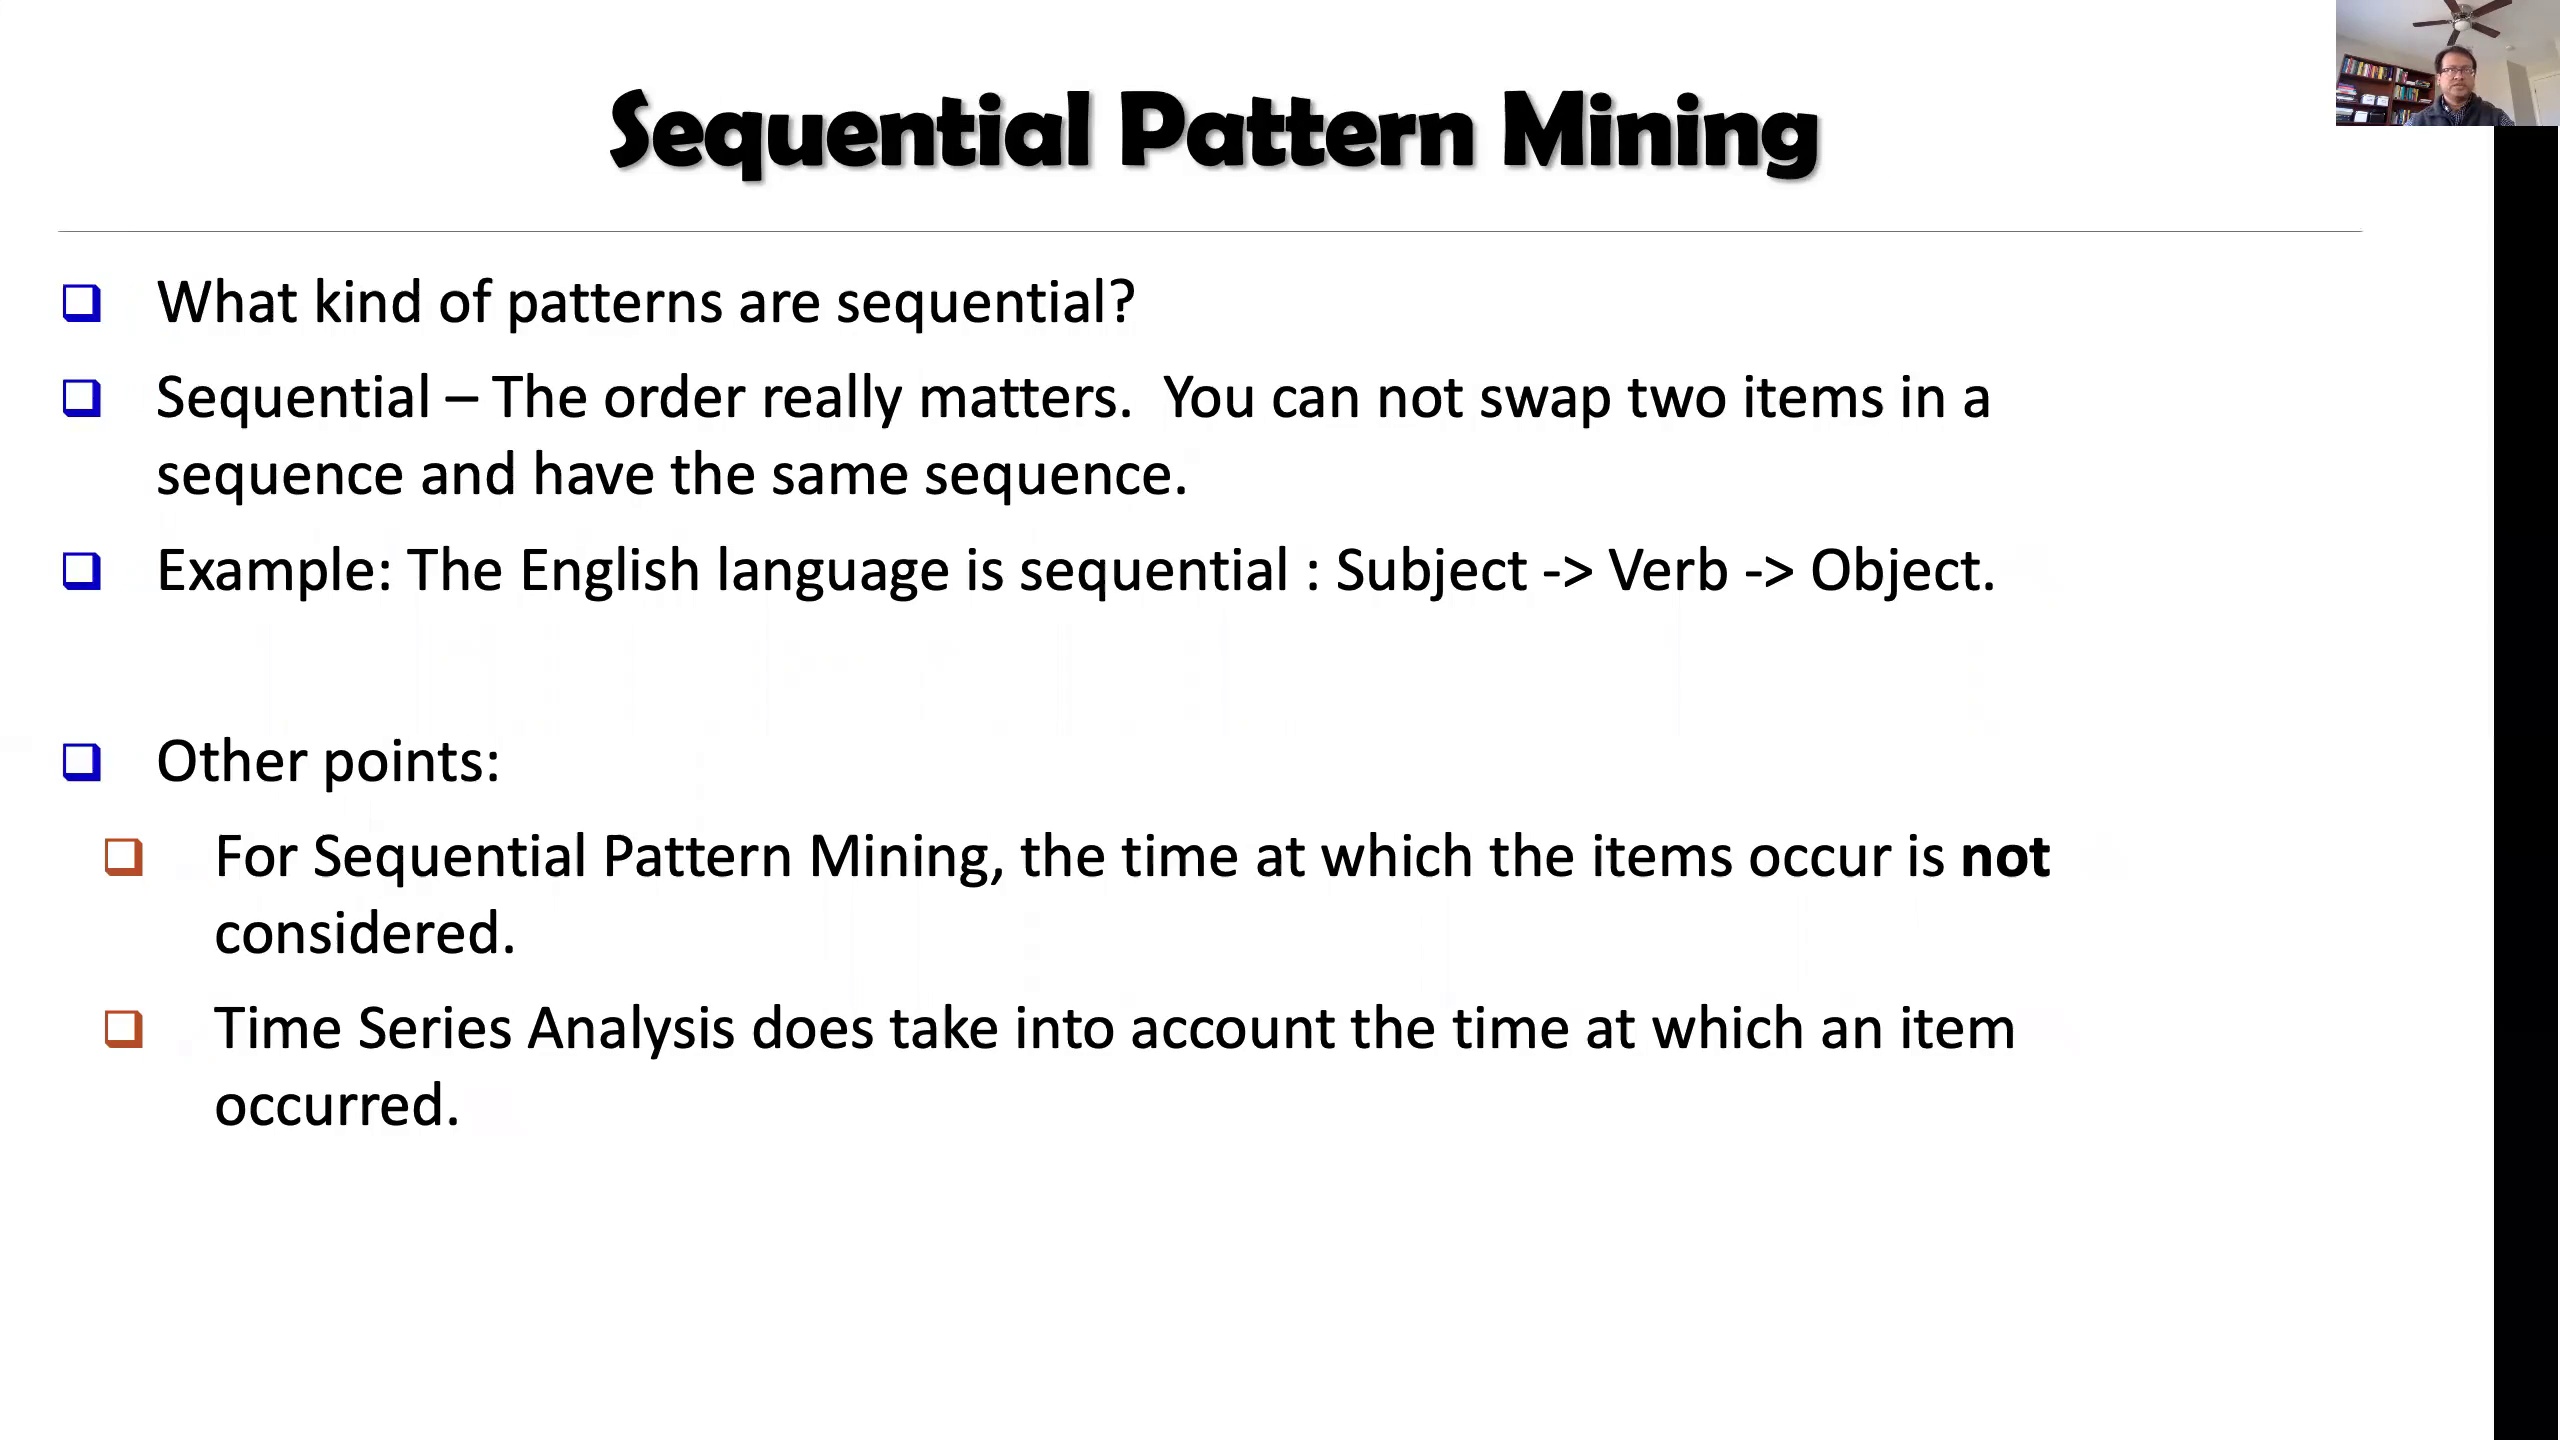 Sequential Pattern Mining
What kind of patterns are sequential?
Sequential – The order really matters.  You can not swap two items in a
sequence and have the same sequence.
Example: The English language is sequential : Subject -> Verb -> Object.
Other points:
For Sequential Pattern Mining, the time at which the items occur is not
considered.
Time Series Analysis does take into account the time at which an item
occurred.